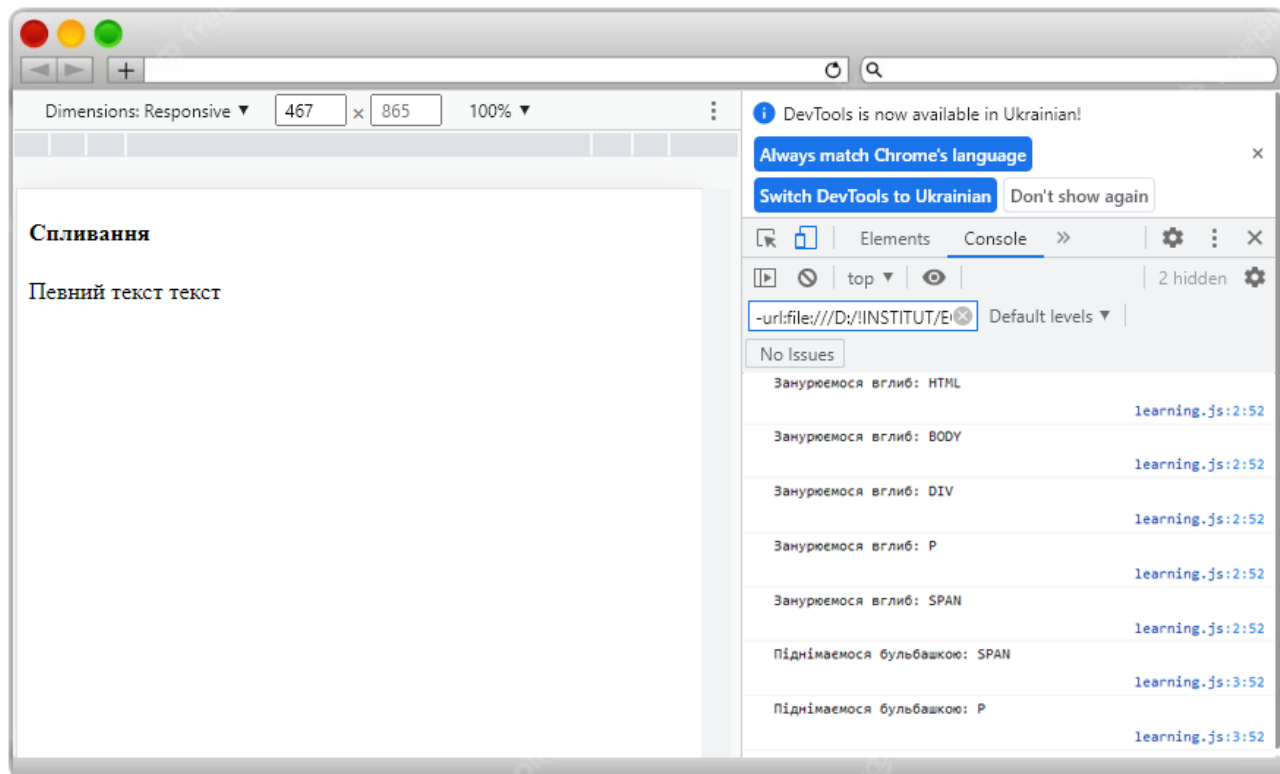 Dimensions: Responsive ▼ 467 × 865 100% ▼
Спливання
Певний текст текст
DevTools is now available in Ukrainian!
Always match Chrome's language
Switch DevTools to Ukrainian Don't show again
Elements Console
top ▼ 2 hidden
-url:file:///D:/!INSTITUT/ Default levels ▼
No Issues
Занурюємося вглиб: HTML
learning.js:2:52
Занурюємося вглиб: BODY
learning.js:2:52
Занурюємося вглиб: DIV
learning.js:2:52
Занурюємося вглиб: P
learning.js:2:52
Занурюємося вглиб: SPAN
learning.js:2:52
Піднімаємося бульбашкою: SPAN
learning.js:3:52
Піднімаємося бульбашкою: P
learning.js:3:52